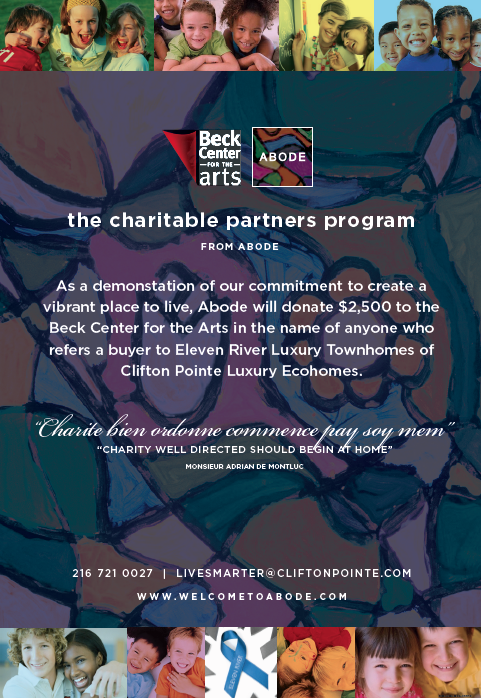 Beck
Center
FOR THE
arts
ABODE
the charitable partners program
FROM ABODE
As a demonstation of our commitment to create a
vibrant place to live, Abode will donate $2,500 to the
Beck Center for the Arts in the name of anyone who
refers a buyer to Eleven River Luxury Townhomes of
Clifton Pointe Luxury Ecohomes.
“Charite bien ordonne commence pay soy mem”
“CHARITY WELL DIRECTED SHOULD BEGIN AT HOME”
MONSIEUR ADRIAN DE MONTLUC
216 721 0027 | LIVESMARTER@CLIFTONPOINTE.COM
WWW.WELCOMETOABODE.COM
ELEVEN RIVER